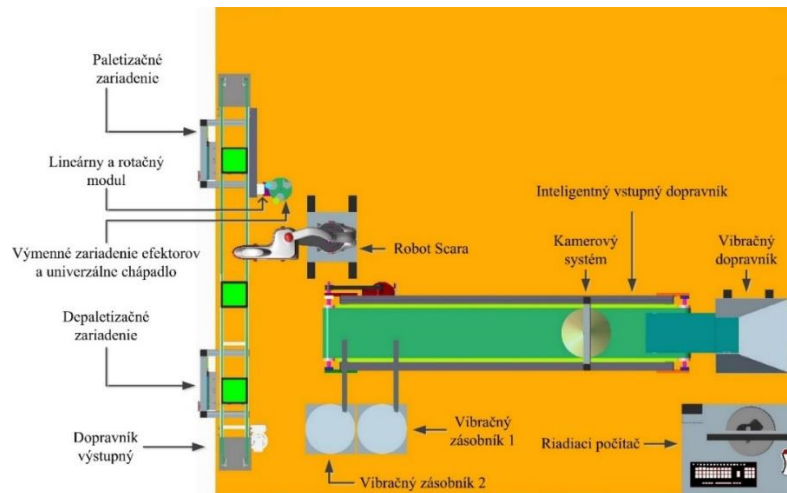 Paletizačné
zariadenie
Lineárny a rotačný
modul
Výmenné zariadenie efektorov
a univerzálne chápadlo
Depaletizačné
zariadenie
Dopravník
výstupný
Robot Scara
Inteligentný vstupný dopravník
Kamerový
systém
Vibračný
dopravník
Vibračný
zásobník 1
Vibračný zásobník 2
Riadiaci počítač